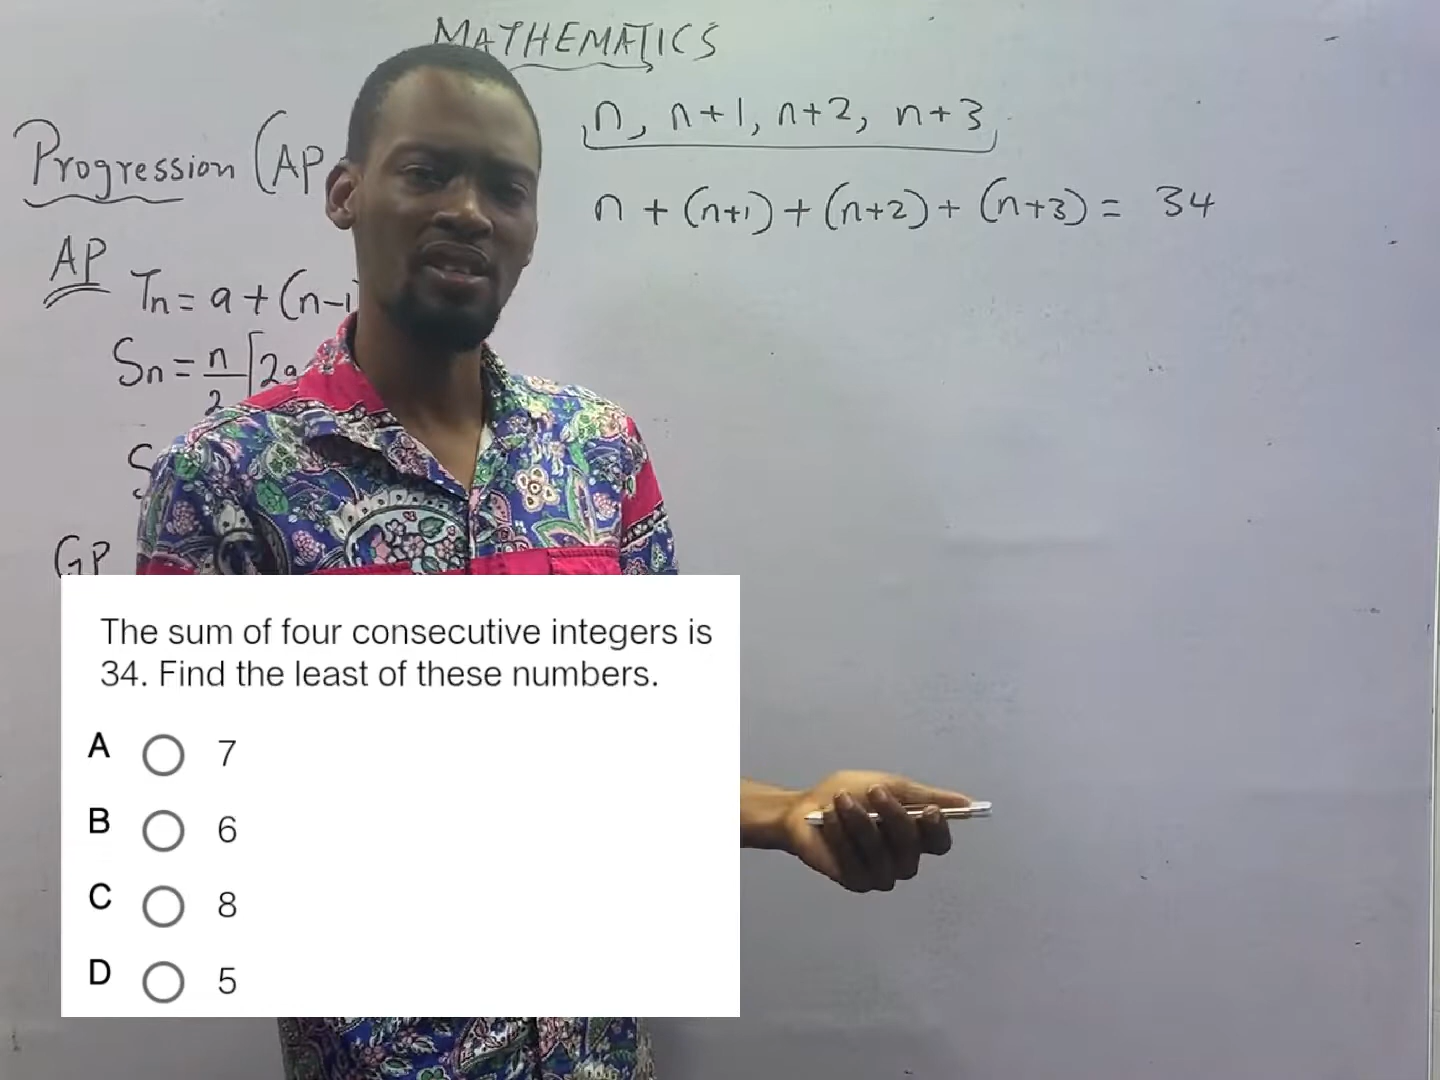 MATHEMATICS
Progression (AP
AP
Tn = a + (n-1
Sn = n/2 [2a
S
GP
n, n+1, n+2, n+3
n + (n+1) + (n+2) + (n+3) = 34
The sum of four consecutive integers is
34. Find the least of these numbers.
A 7
B 6
C 8
D 5